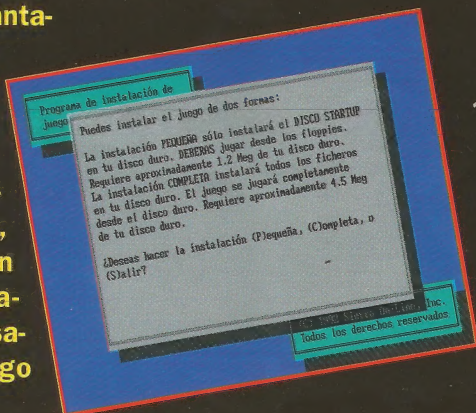 nta-
Programa de instalación de
juego
Puedes instalar el juego de dos formas:
La instalación PEQUEÑA sólo instalará el DISCO STARTUP
en tu disco duro. DEBERAS jugar desde los floppies.
Requiere aproximadamente 1.2 Meg de tu disco duro.
La instalación COMPLETA instalará todos los ficheros
en tu disco duro. El juego se jugará completamente
desde el disco duro. Requiere aproximadamente 4.5 Meg
de tu disco duro.
¿Deseas hacer la instalación (P)equeña, (C)ompleta, o
(S)alir?
,
n
a-
sa-
go
Sierra On-Line, Inc.
Todos los derechos reservados